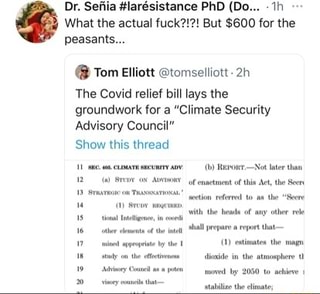 Dr. Señia #larésistance PhD (Do... · 1h ···
What the actual fuck?!?! But $600 for the
peasants...
Tom Elliott @tomselliott · 2h
The Covid relief bill lays the
groundwork for a “Climate Security
Advisory Council”
Show this thread
11 SEC. 403. CLIMATE SECURITY ADV
12 (a) STUDY ON ADVISORY
13 STRATEGIC OR TRANSNATIONAL
14 (1) STUDY REQUIRED.
15 tional Intelligence, in coordi
16 other elements of the intell
17 mined appropriate by the
18 study on the effectiveness
19 Advisory Council as a poten
20 visory councils that—
(b) REPORT.—Not later than
of enactment of this Act, the Secre
section referred to as the “Secre
with the heads of any other rele
shall prepare a report that—
(1) estimates the magn
dioxide in the atmosphere tl
moved by 2050 to achieve
stabilize the climate;